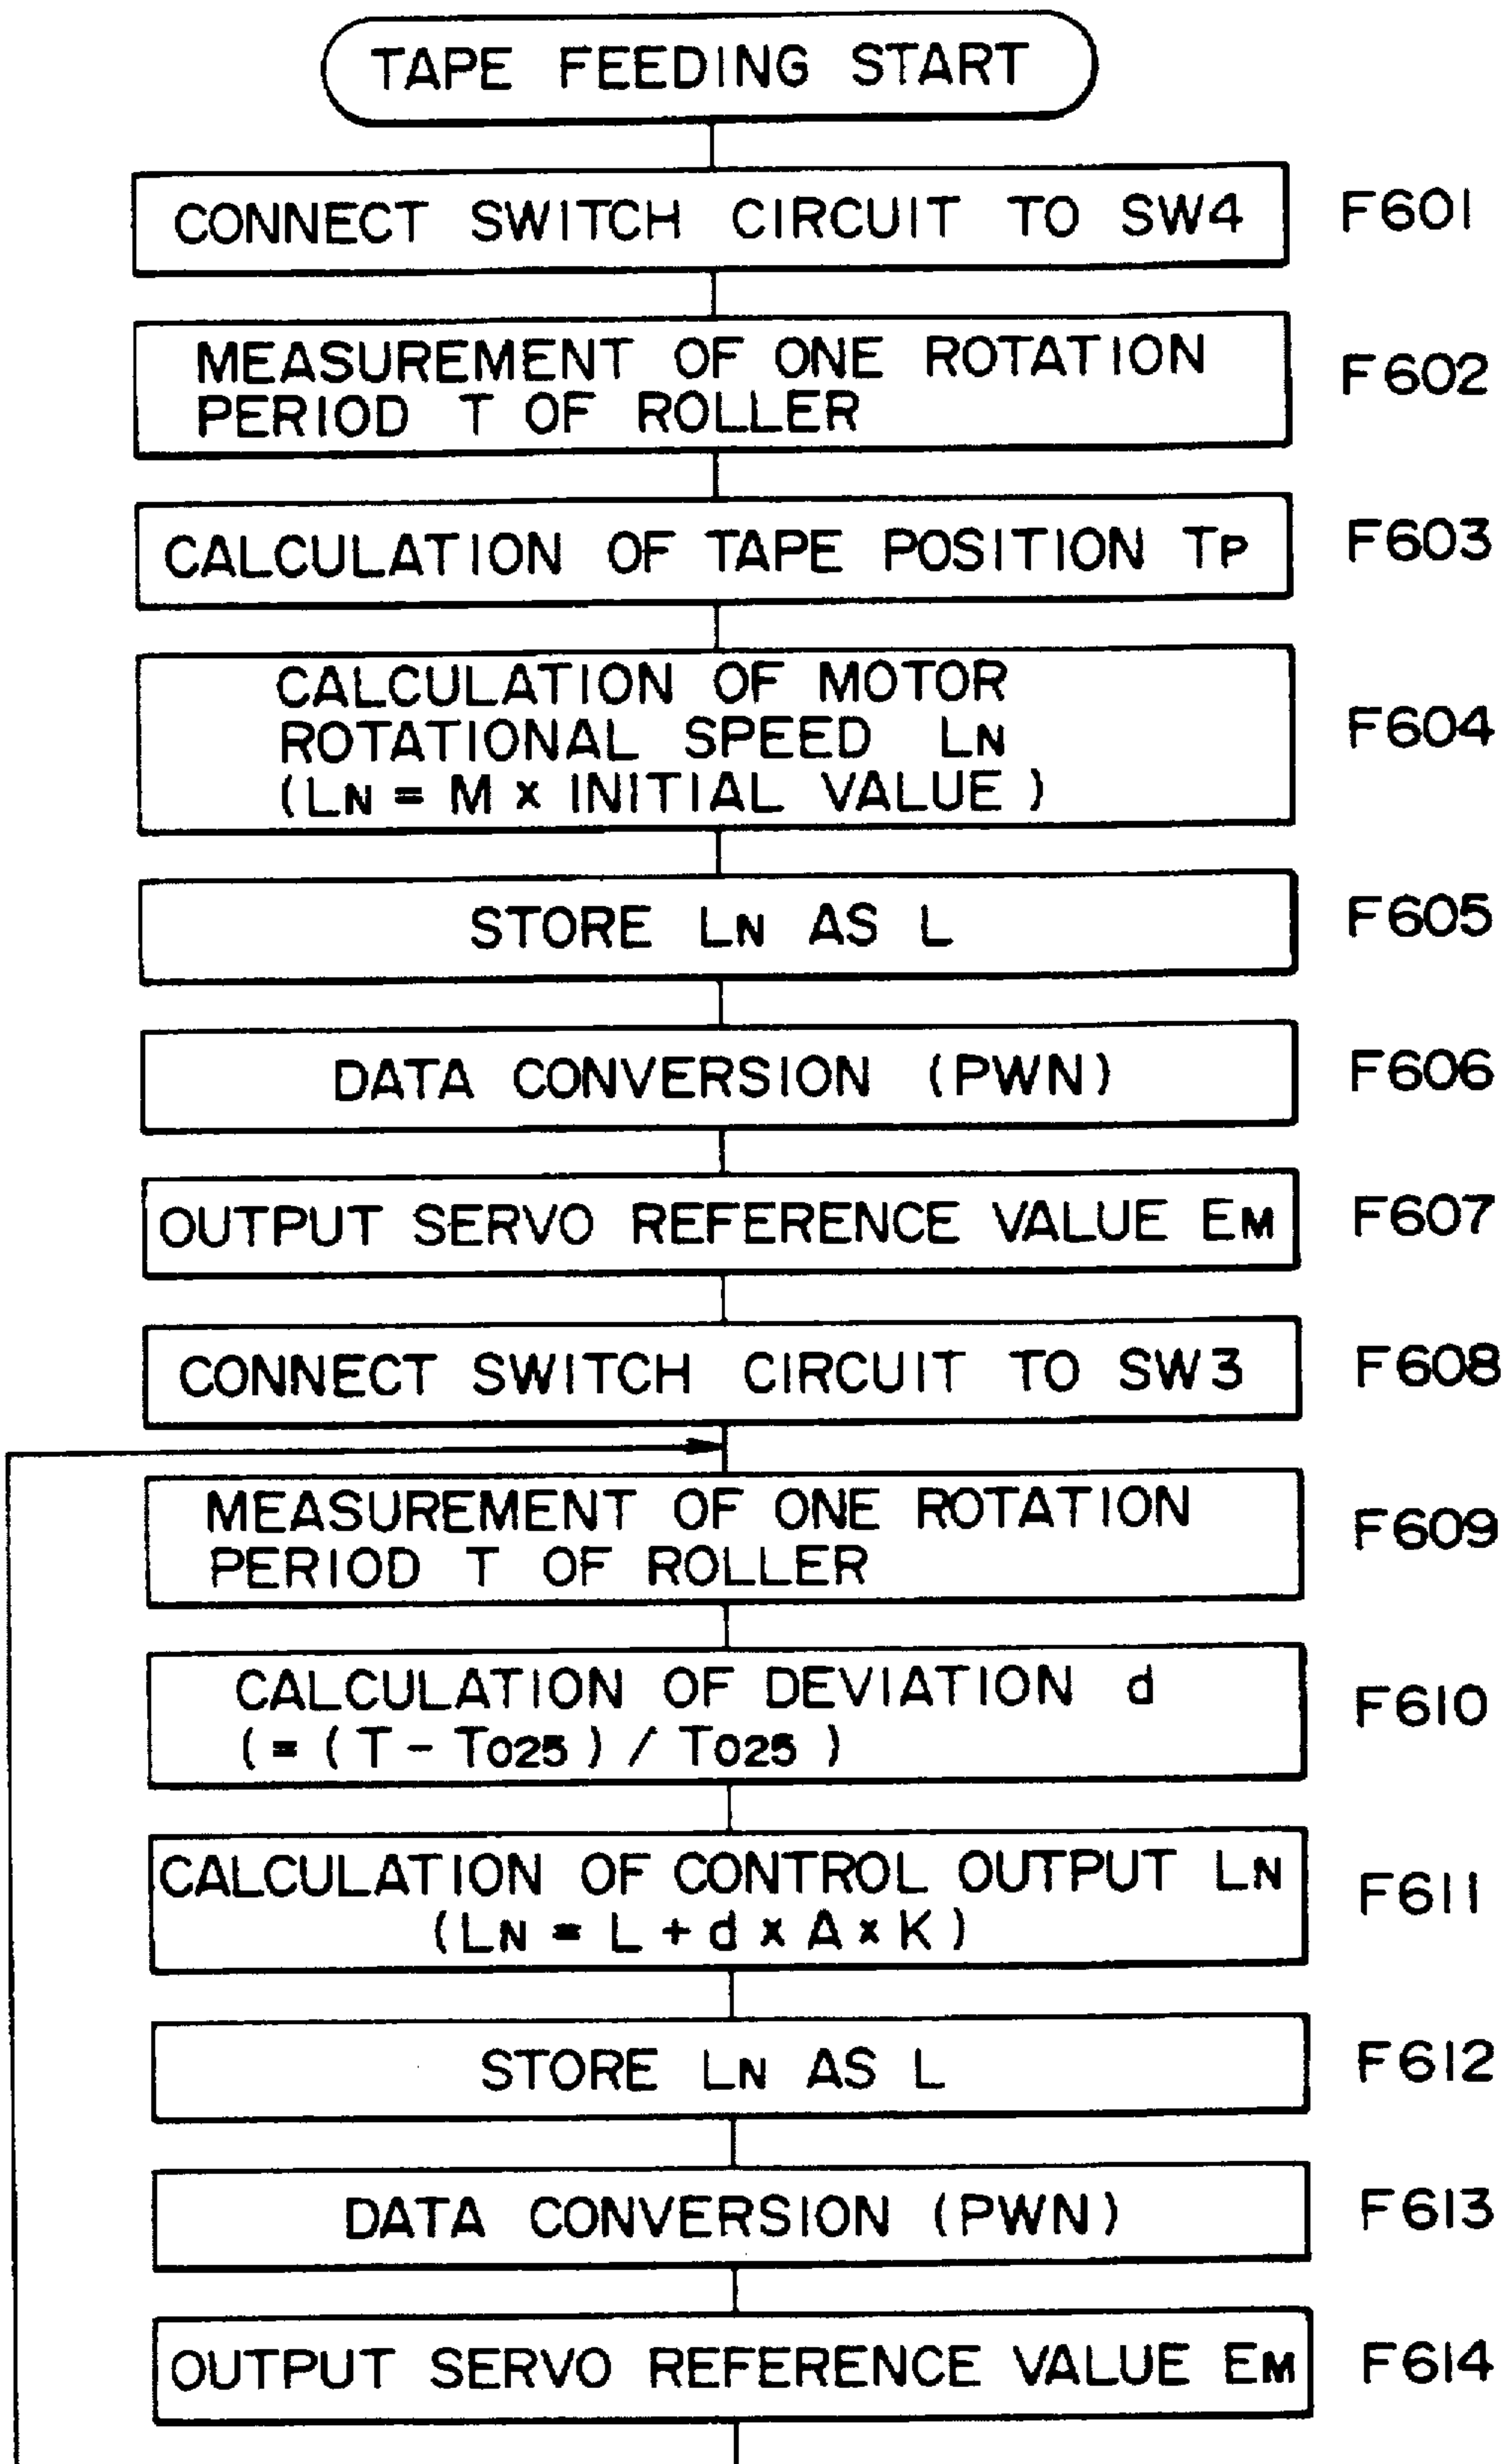 TAPE FEEDING START
CONNECT SWITCH CIRCUIT TO SW4
F601
MEASUREMENT OF ONE ROTATION
PERIOD T OF ROLLER
F602
CALCULATION OF TAPE POSITION TP
F603
CALCULATION OF MOTOR
ROTATIONAL SPEED LN
(LN = M × INITIAL VALUE)
F604
STORE LN AS L
F605
DATA CONVERSION (PWN)
F606
OUTPUT SERVO REFERENCE VALUE EM
F607
CONNECT SWITCH CIRCUIT TO SW3
F608
MEASUREMENT OF ONE ROTATION
PERIOD T OF ROLLER
F609
CALCULATION OF DEVIATION d
(= (T - T025) / T025)
F610
CALCULATION OF CONTROL OUTPUT LN
(LN = L + d × A × K)
F611
STORE LN AS L
F612
DATA CONVERSION (PWN)
F613
OUTPUT SERVO REFERENCE VALUE EM
F614